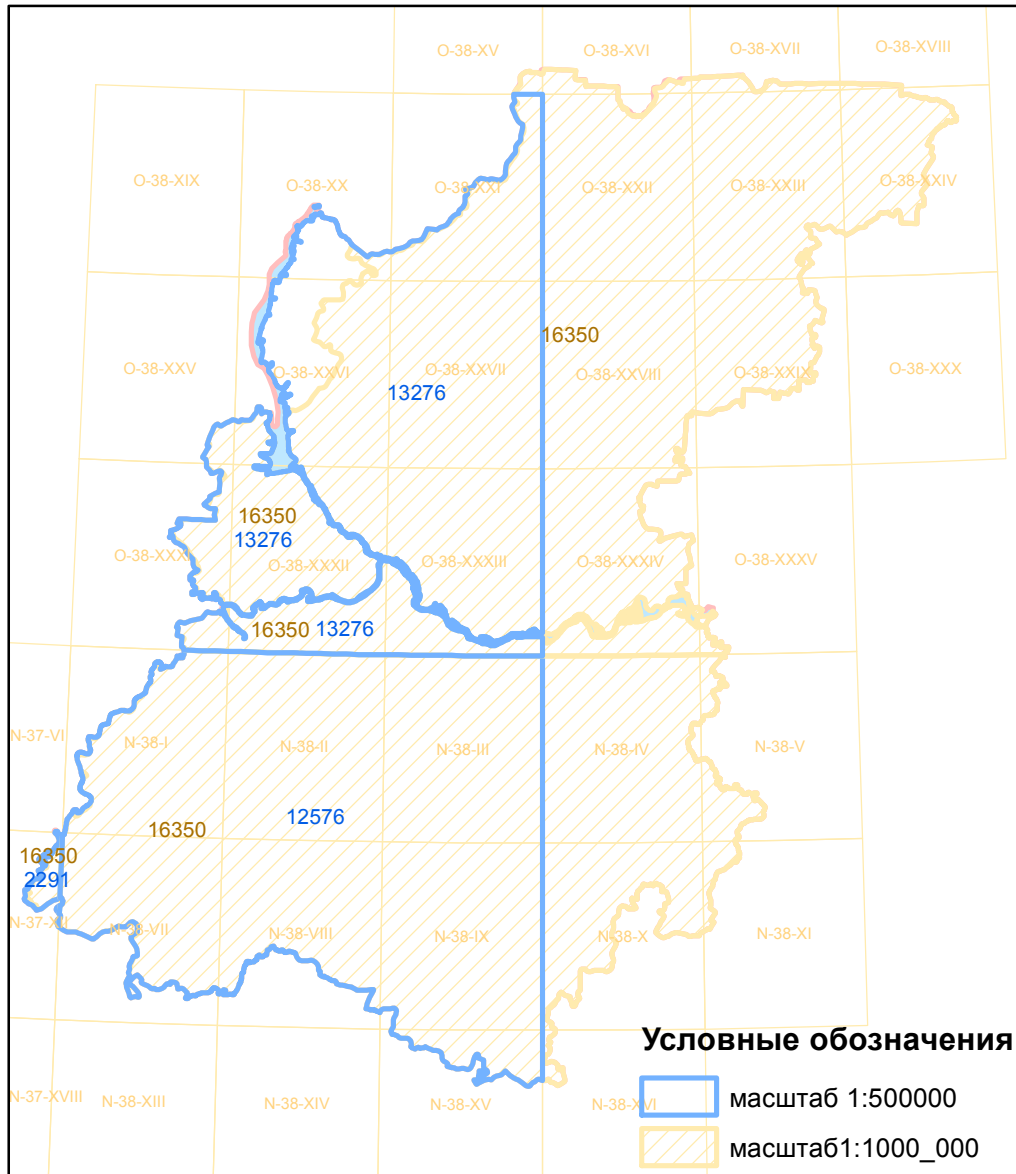 O-38-XV O-38-XVI O-38-XVII O-38-XVIII
O-38-XIX O-38-XX O-38-XXI O-38-XXII O-38-XXIII O-38-XXIV
16350
O-38-XXV O-38-XXVI O-38-XXVII O-38-XXVIII O-38-XXIX O-38-XXX
13276
16350
13276
O-38-XXXI O-38-XXXII O-38-XXXIII O-38-XXXIV O-38-XXXV
16350 13276
N-37-VI N-38-I N-38-II N-38-III N-38-IV N-38-V
12576
16350
16350
2291
N-37-XII N-38-VII N-38-VIII N-38-IX N-38-X N-38-XI
Условные обозначения
N-37-XVIII N-38-XIII N-38-XIV N-38-XV N-38-XVI
масштаб 1:500000
масштаб1:1000_000